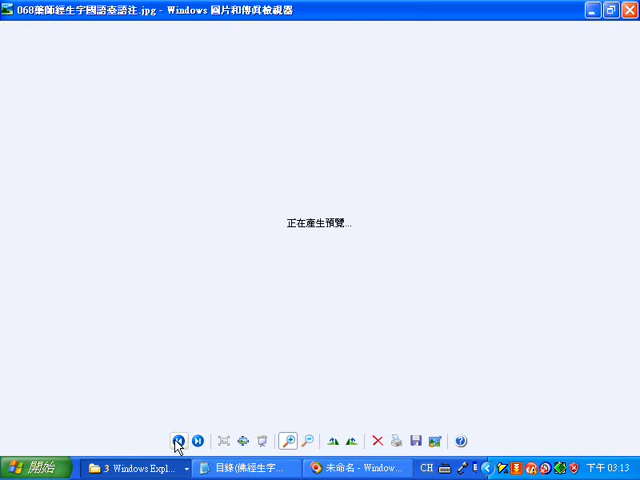 068藥師經生字國語臺語注.jpg - Windows 圖片和傳真檢視器
正在產生預覽...
開始
3 Windows Expl...
目錄(佛經生字...
未命名 - Window...
CH
下午 03:13